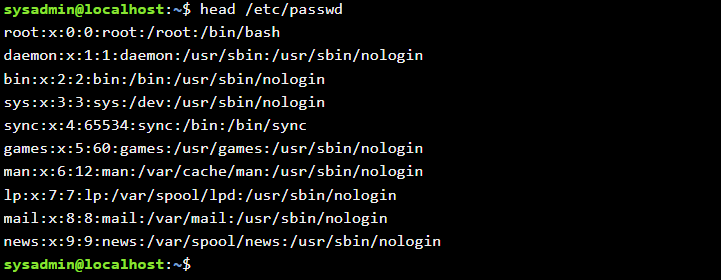 sysadmin@localhost:~$ head /etc/passwd
root:x:0:0:root:/root:/bin/bash
daemon:x:1:1:daemon:/usr/sbin:/usr/sbin/nologin
bin:x:2:2:bin:/bin:/usr/sbin/nologin
sys:x:3:3:sys:/dev:/usr/sbin/nologin
sync:x:4:65534:sync:/bin:/bin/sync
games:x:5:60:games:/usr/games:/usr/sbin/nologin
man:x:6:12:man:/var/cache/man:/usr/sbin/nologin
lp:x:7:7:lp:/var/spool/lpd:/usr/sbin/nologin
mail:x:8:8:mail:/var/mail:/usr/sbin/nologin
news:x:9:9:news:/var/spool/news:/usr/sbin/nologin
sysadmin@localhost:~$